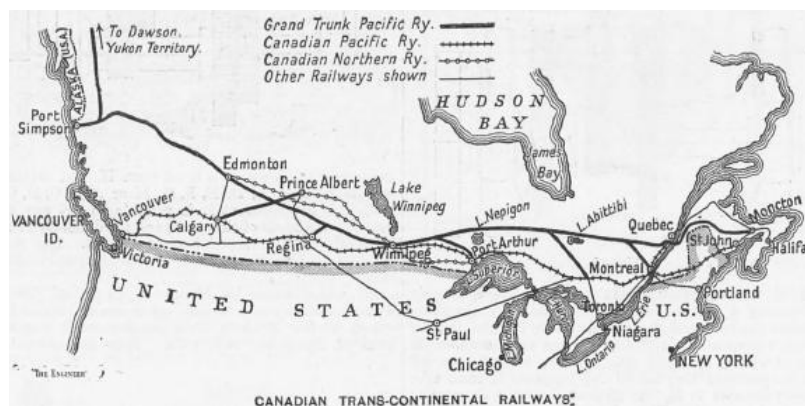 To Dawson.
Yukon Territory.
Grand Trunk Pacific Ry.
Canadian Pacific Ry.
Canadian Northern Ry.
Other Railways shown
ALASKA (U.S.A.)
HUDSON
BAY
James
Bay
Port
Simpson
Edmonton
Prince Albert
Lake
Winnipeg
L. Nepigon
L. Abittibi
Quebec
Moncton
Vancouver
VANCOUVER
ID.
Calgary
Regina
Winnipeg
Port Arthur
St John
Halifa
Victoria
L. Superior
Montreal
Portland
UNITED STATES
Toronto
L. Erie
U.S.
St Paul
Niagara
L. Michigan
L. Ontario
Chicago
NEW YORK
"THE ENGINEER"
CANADIAN TRANS-CONTINENTAL RAILWAYS